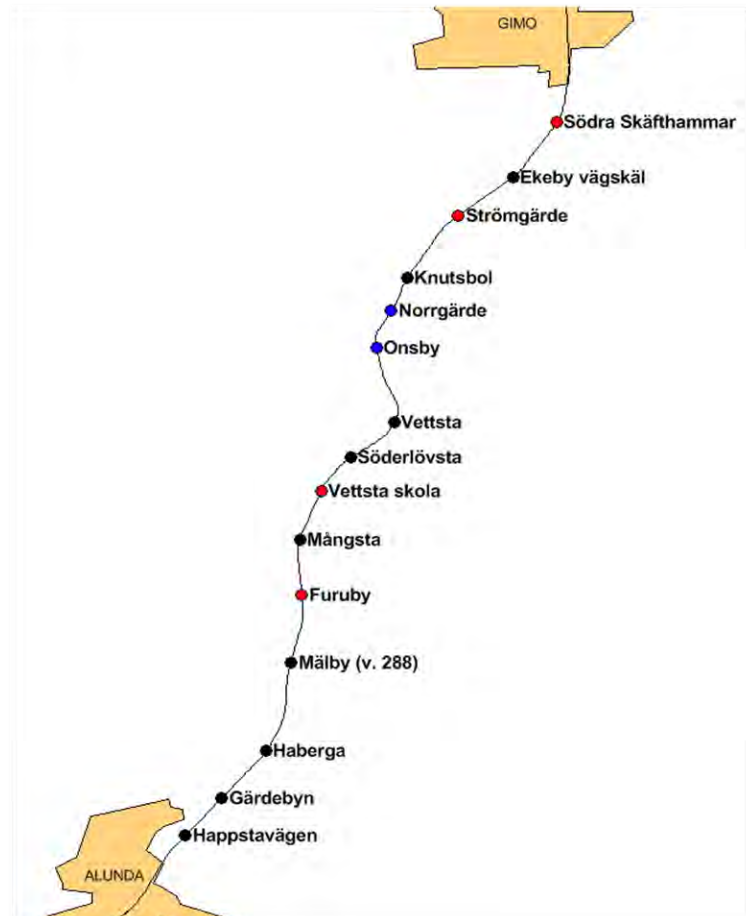 GIMO
Södra Skäfthammar
Ekeby vägskäl
Strömgärde
Knutsbol
Norrgärde
Onsby
Vettsta
Söderlövsta
Vettsta skola
Mångsta
Furuby
Mälby (v. 288)
Haberga
Gärdebyn
Happstavägen
ALUNDA